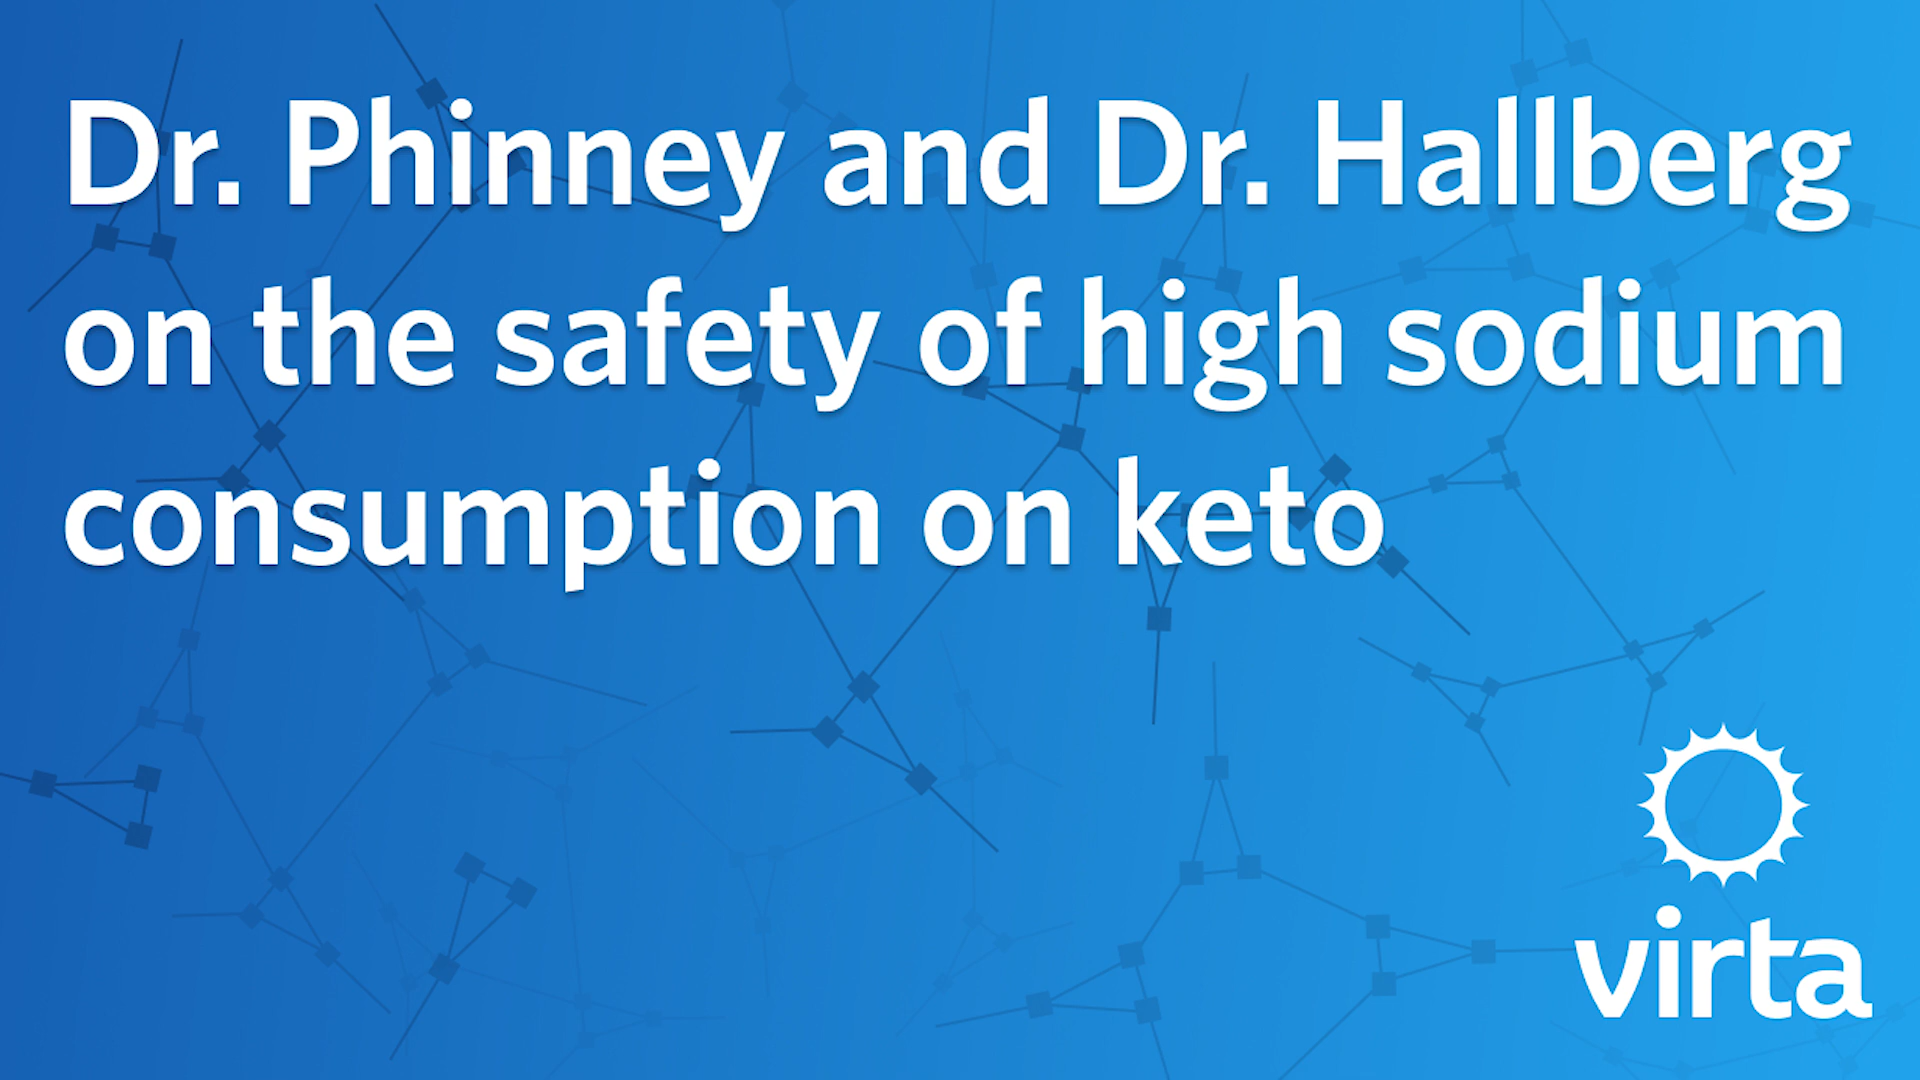 Dr. Phinney and Dr. Hallberg
on the safety of high sodium
consumption on keto
virta